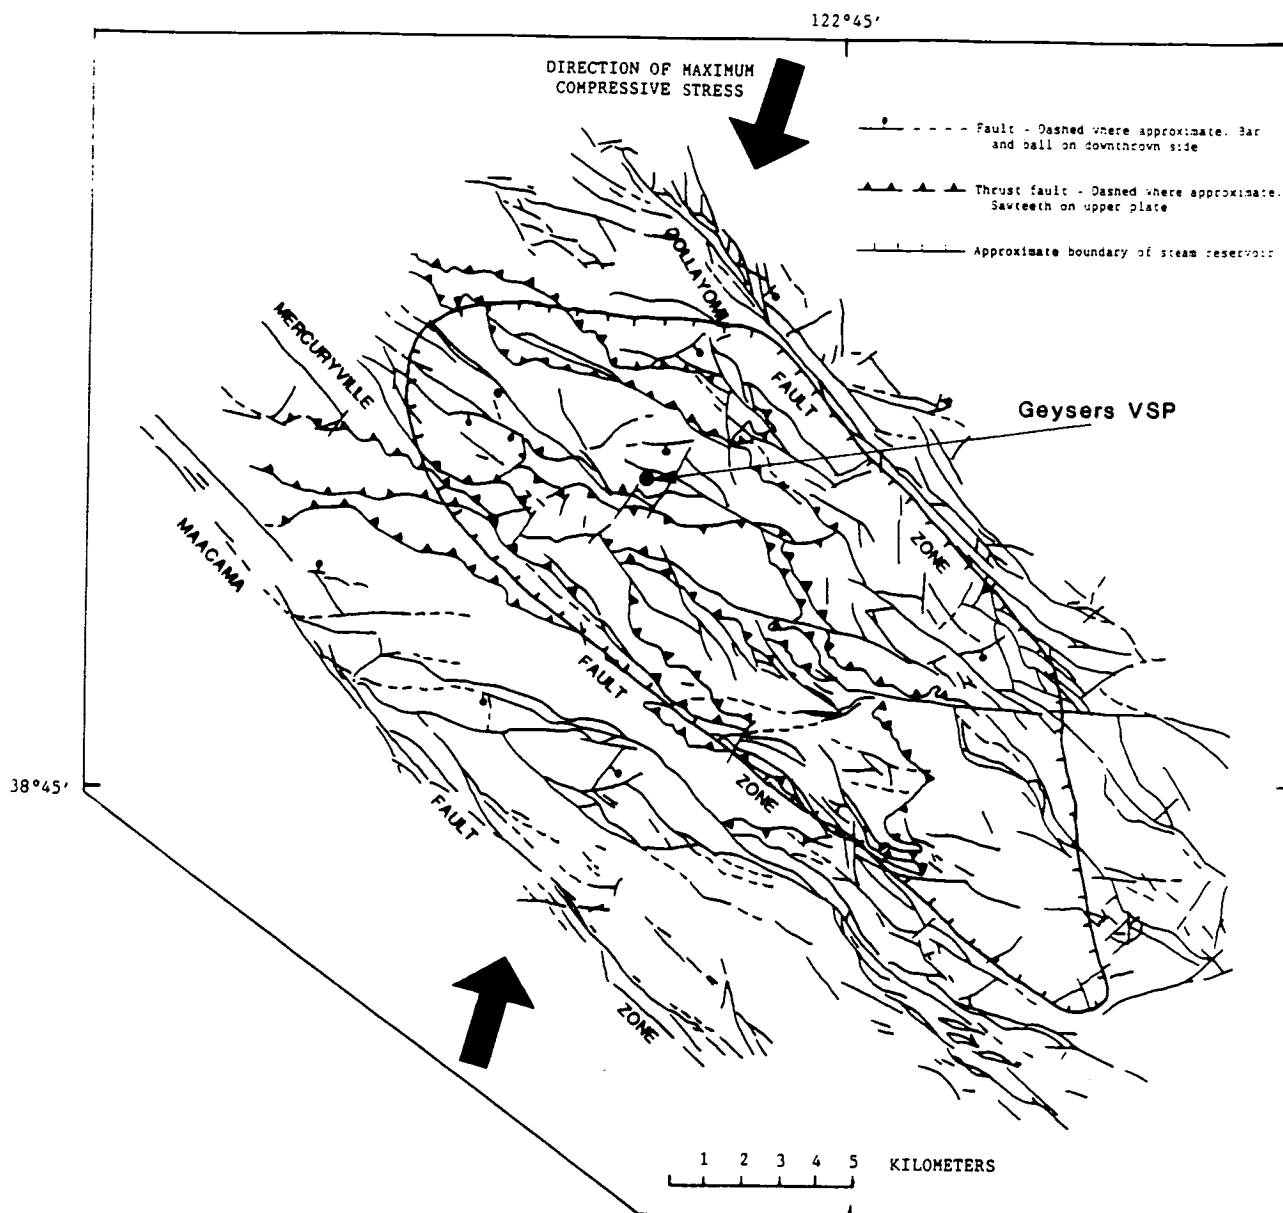 122°45'
DIRECTION OF MAXIMUM
COMPRESSIVE STRESS
Fault - Dashed where approximate. Bar
and ball on downthrown side
Thrust fault - Dashed where approximate.
Sawteeth on upper plate
Approximate boundary of steam reservoir
COLLAYOMI
MERCURYVILLE
FAULT
Geysers VSP
MAACAMA
ZONE
FAULT
38°45'
ZONE
FAULT
ZONE
1 2 3 4 5 KILOMETERS